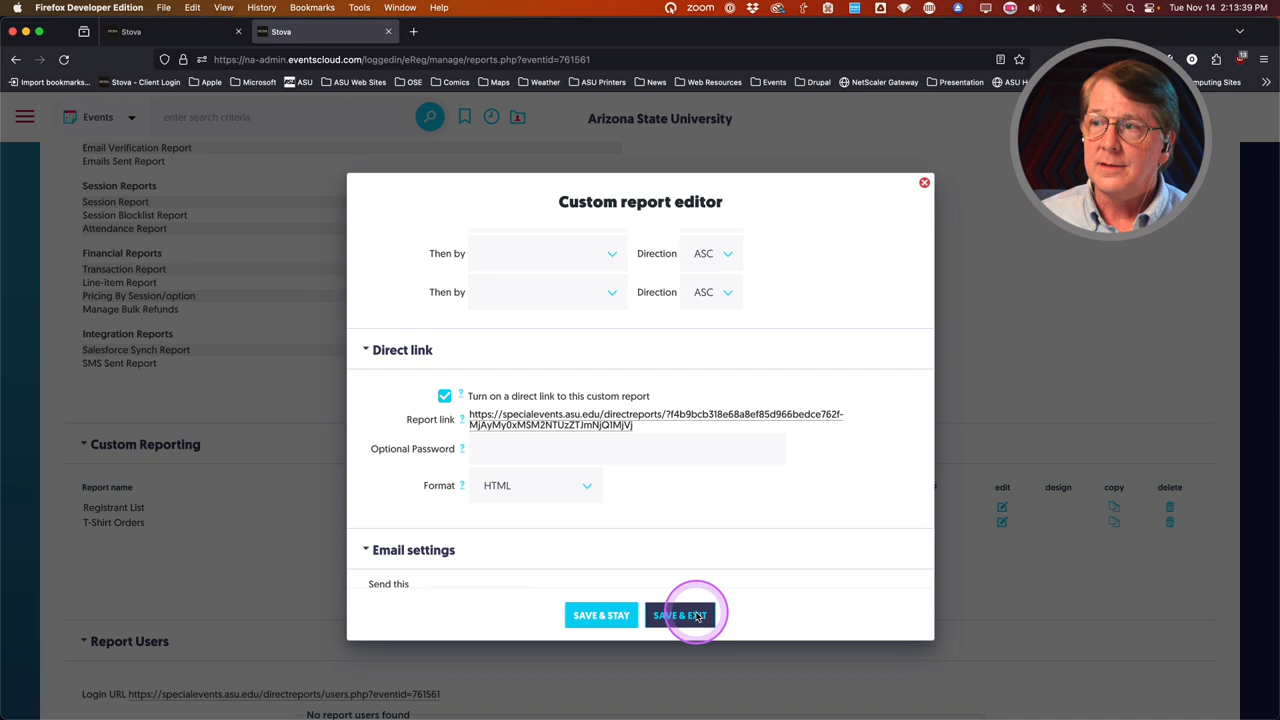 Firefox Developer Edition File Edit View History Bookmarks Tools Window Help zoom Tue Nov 14 2:13:39 PM
Stova Stova
https://na-admin.eventscloud.com/loggedin/eReg/manage/reports.php?eventid=761561
Import bookmarks... Stova - Client Login Apple Microsoft ASU ASU Web Sites OSE Comics Weather ASU Printers News Web Resources Events Drupal NetScaler Gateway Presentation ASU
Events enter search criteria Arizona State University
Email Verification Report
Emails Sent Report
Session Reports
Session Report
Session Blocklist Report
Attendance Report
Financial Reports
Transaction Report
Line-item Report
Pricing By Session/option
Manage Bulk Refunds
Integration Reports
Salesforce Synch Report
SMS Sent Report
Custom Reporting
Report name edit design copy delete
Registrant List
T-Shirt Orders
Report Users
Login URL https://specialevents.asu.edu/directreports/users.php?eventid=761561
No report users found
Custom report editor
Then by Direction ASC
Then by Direction ASC
Direct link
? Turn on a direct link to this custom report
Report link ? https://specialevents.asu.edu/directreports/?f4b9bcb318e68a8ef85d966bedce762f-
MjAyMy0xMSM2NTUzZTJmNjQ1MjVj
Optional Password ?
Format ? HTML
Email settings
Send this
SAVE & STAY SAVE & EXIT